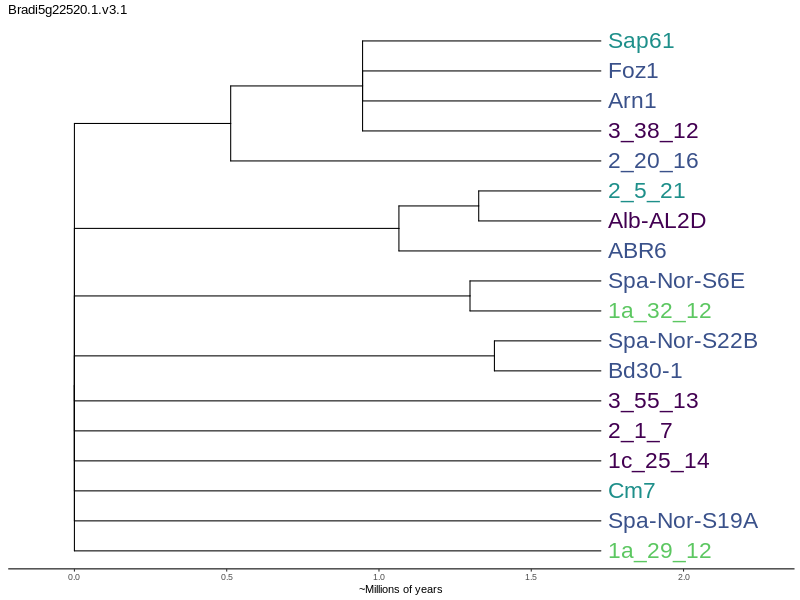 Bradi5g22520.1.v3.1
Sap61
Foz1
Arn1
3_38_12
2_20_16
2_5_21
Alb-AL2D
ABR6
Spa-Nor-S6E
1a_32_12
Spa-Nor-S22B
Bd30-1
3_55_13
2_1_7
1c_25_14
Cm7
Spa-Nor-S19A
1a_29_12
0.0 0.5 1.0 1.5 2.0
~Millions of years